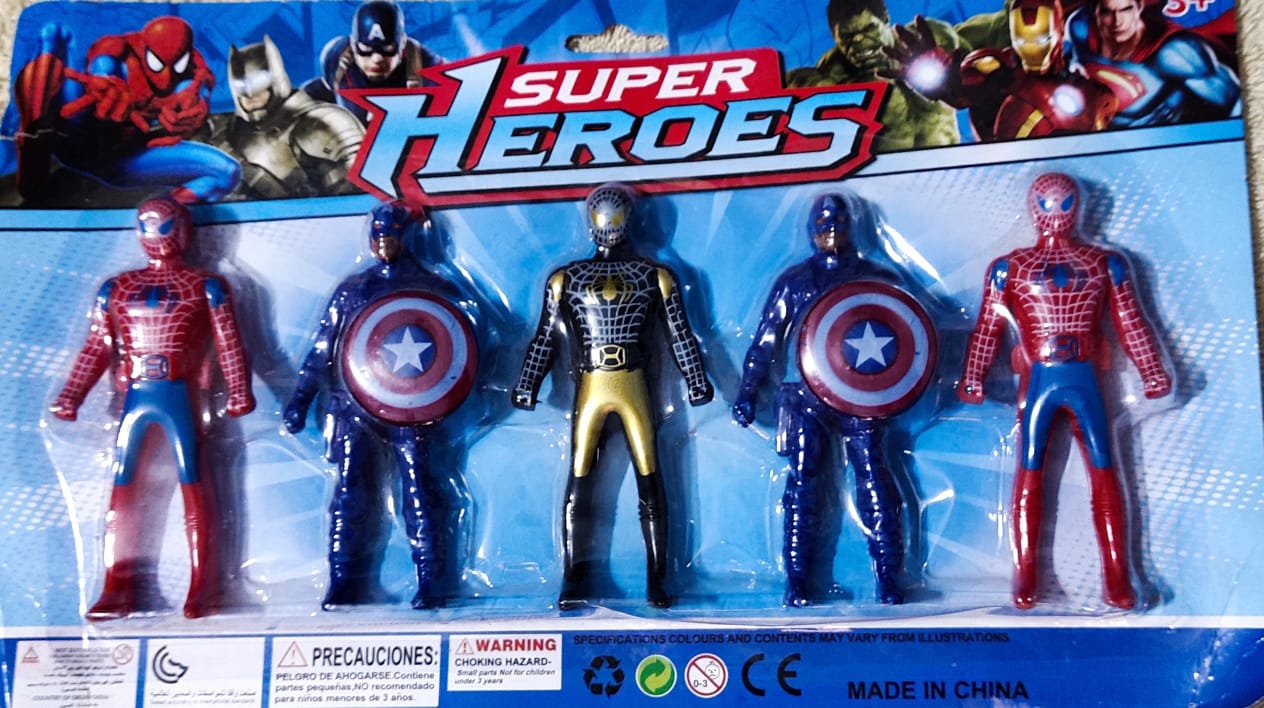 3+
A
SUPER
HEROES
PRECAUCIONES:
PELGRO DE AHOGARSE.Contiene
partes pequeñas,NO recomendado
para niños menores de 3 años.
WARNING
CHOKING HAZARD-
Small parts Not for children
under 3 years
SPECIFICATIONS COLOURS AND CONTENTS MAY VARY FROM ILLUSTRATIONS.
0-3
CE
MADE IN CHINA